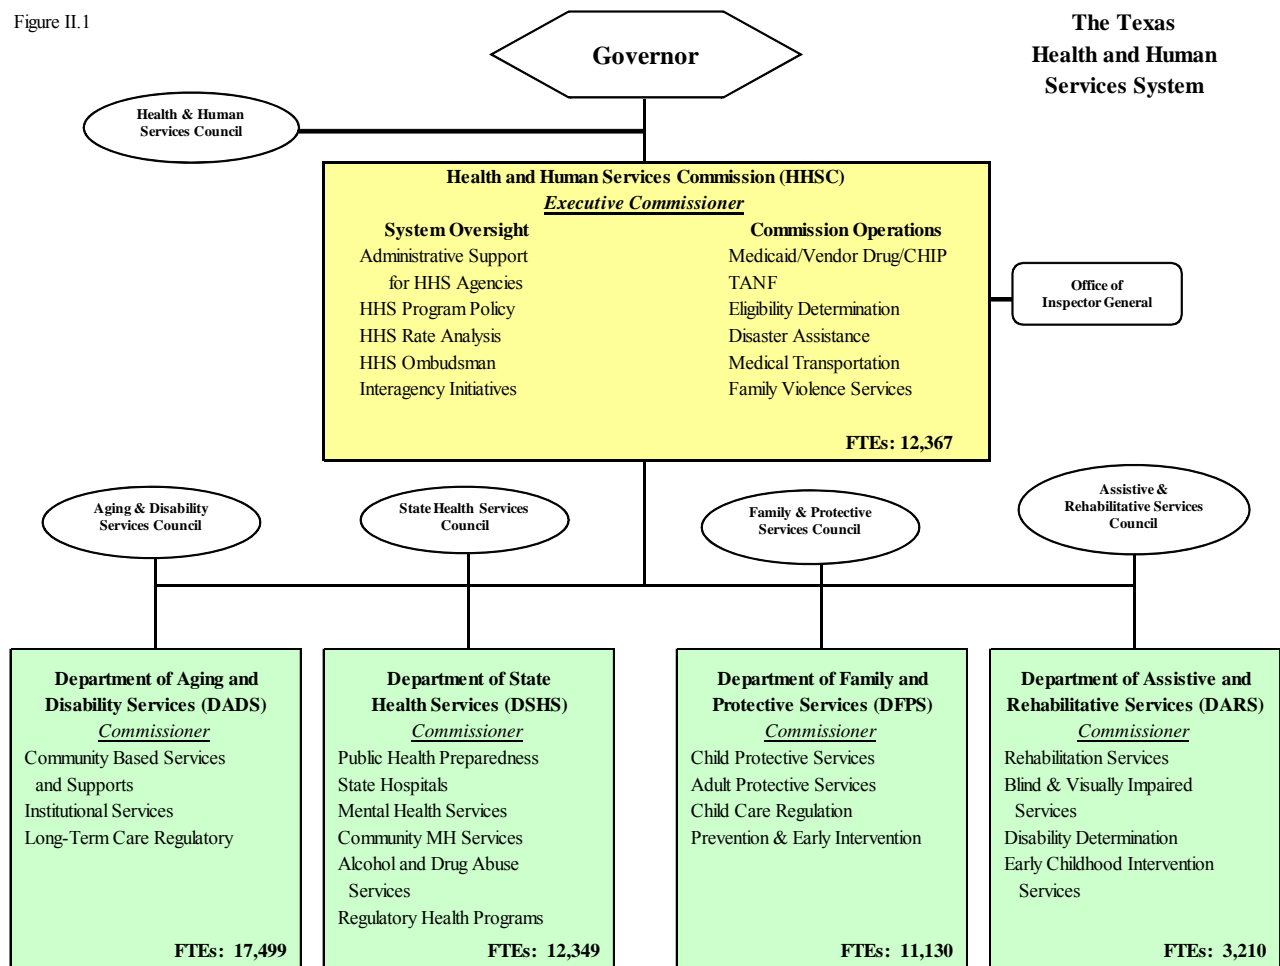 Figure II.1
The Texas
Health and Human
Services System
Governor
Health & Human
Services Council
Health and Human Services Commission (HHSC)
Executive Commissioner
System Oversight
Administrative Support
for HHS Agencies
HHS Program Policy
HHS Rate Analysis
HHS Ombudsman
Interagency Initiatives
Commission Operations
Medicaid/Vendor Drug/CHIP
TANF
Eligibility Determination
Disaster Assistance
Medical Transportation
Family Violence Services
FTEs: 12,367
Office of
Inspector General
Aging & Disability
Services Council
State Health Services
Council
Family & Protective
Services Council
Assistive &
Rehabilitative Services
Council
Department of Aging and
Disability Services (DADS)
Commissioner
Community Based Services
and Supports
Institutional Services
Long-Term Care Regulatory
FTEs: 17,499
Department of State
Health Services (DSHS)
Commissioner
Public Health Preparedness
State Hospitals
Mental Health Services
Community MH Services
Alcohol and Drug Abuse
Services
Regulatory Health Programs
FTEs: 12,349
Department of Family and
Protective Services (DFPS)
Commissioner
Child Protective Services
Adult Protective Services
Child Care Regulation
Prevention & Early Intervention
FTEs: 11,130
Department of Assistive and
Rehabilitative Services (DARS)
Commissioner
Rehabilitation Services
Blind & Visually Impaired
Services
Disability Determination
Early Childhood Intervention
Services
FTEs: 3,210